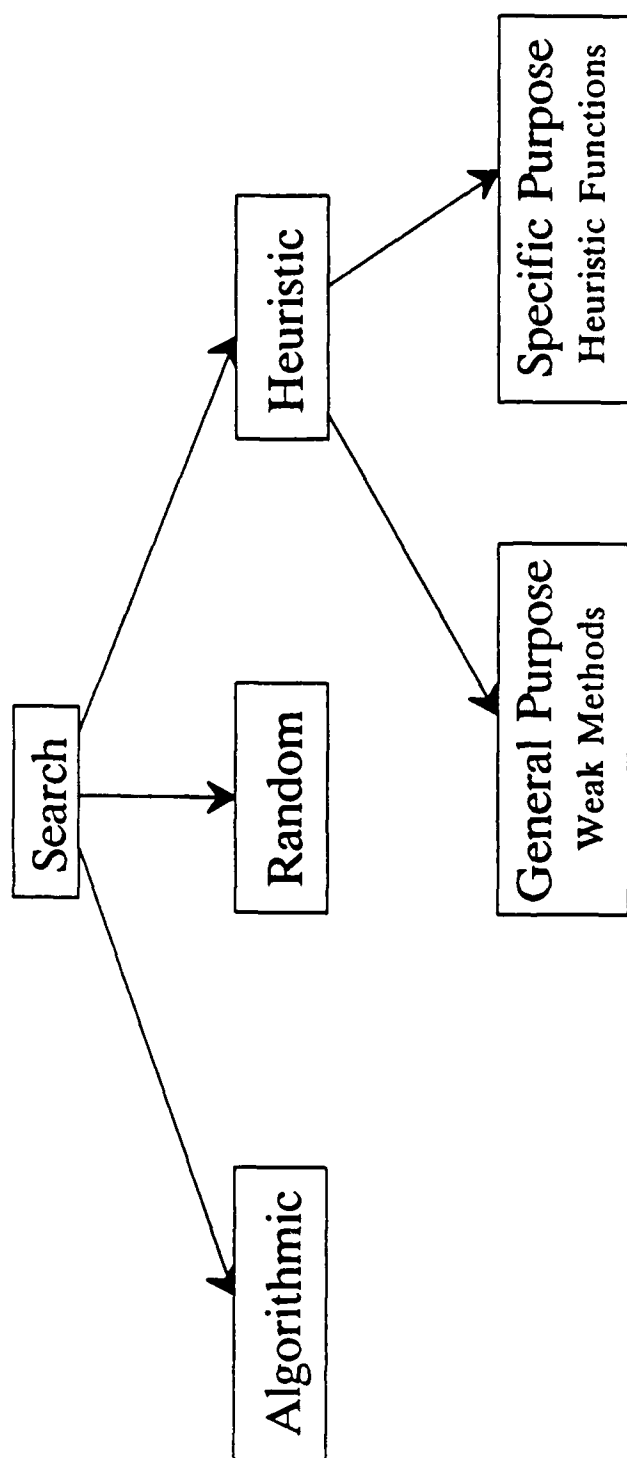 Search
Algorithmic
Random
Heuristic
General Purpose
Weak Methods
Specific Purpose
Heuristic Functions